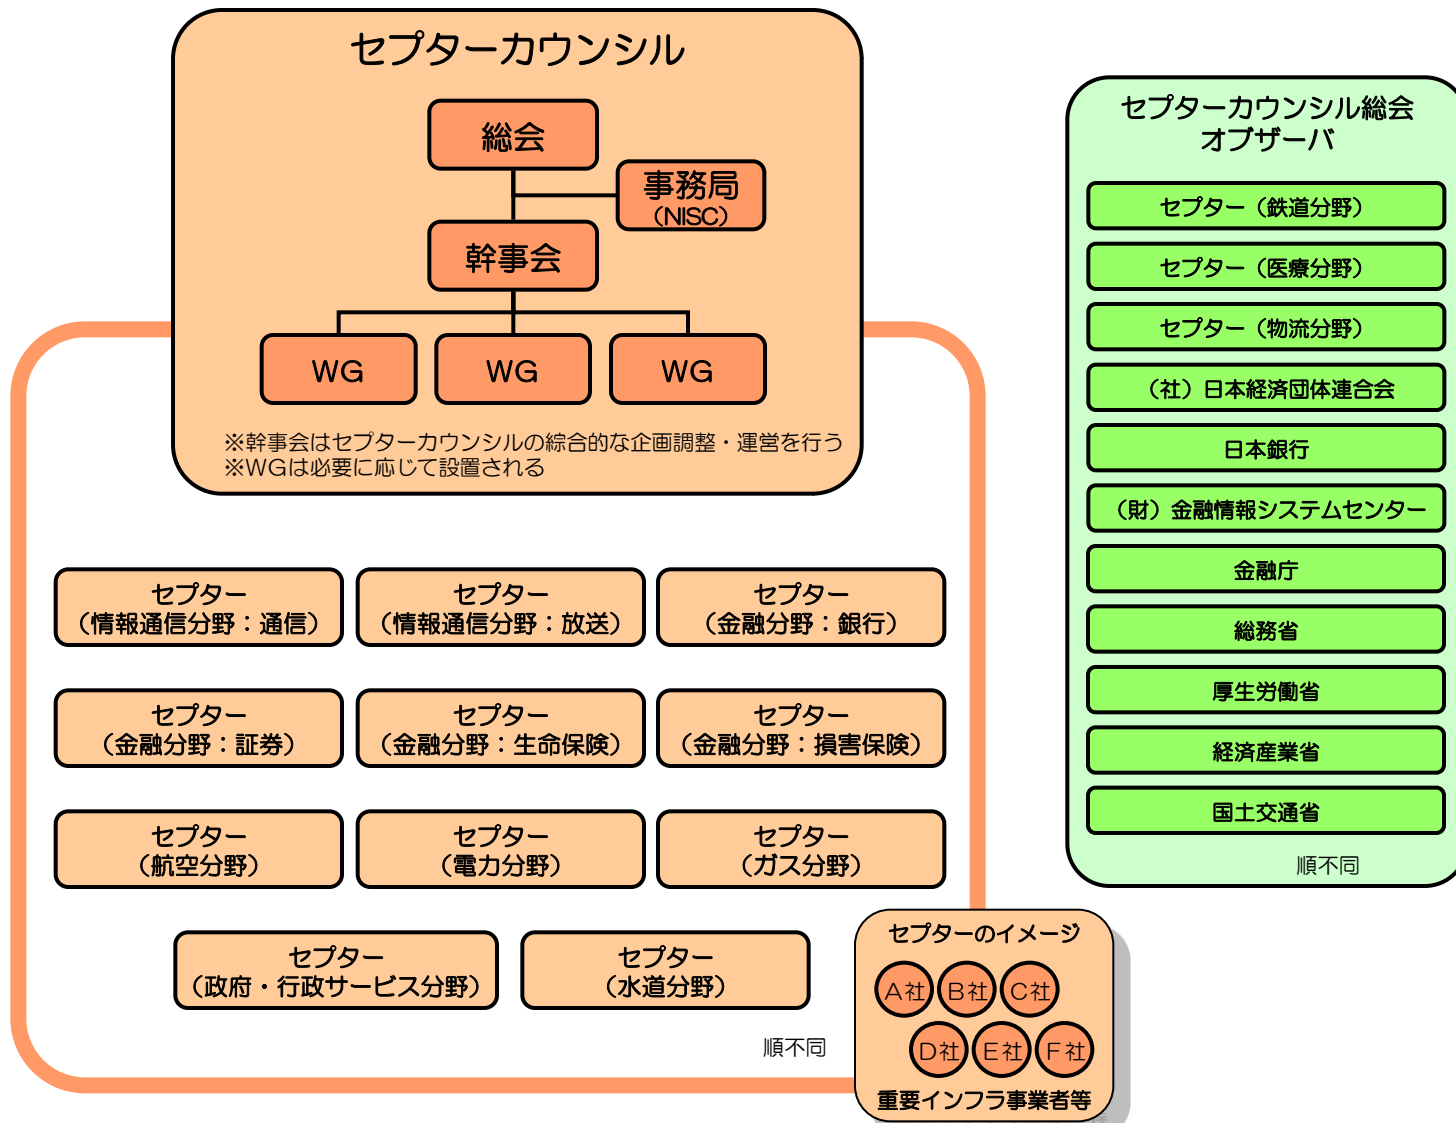 セプターカウンシル
総会
事務局
(NISC)
幹事会
WG
WG
WG
※幹事会はセプターカウンシルの綜合的な企画調整・運営を行う
※WGは必要に応じて設置される
セプター
（情報通信分野：通信）
セプター
（情報通信分野：放送）
セプター
（金融分野：銀行）
セプター
（金融分野：証券）
セプター
（金融分野：生命保険）
セプター
（金融分野：損害保険）
セプター
（航空分野）
セプター
（電力分野）
セプター
（ガス分野）
セプター
（政府・行政サービス分野）
セプター
（水道分野）
順不同
セプターのイメージ
A社
B社
C社
D社
E社
F社
重要インフラ事業者等
セプターカウンシル総会
オブザーバ
セプター（鉄道分野）
セプター（医療分野）
セプター（物流分野）
（社）日本経済団体連合会
日本銀行
（財）金融情報システムセンター
金融庁
総務省
厚生労働省
経済産業省
国土交通省
順不同